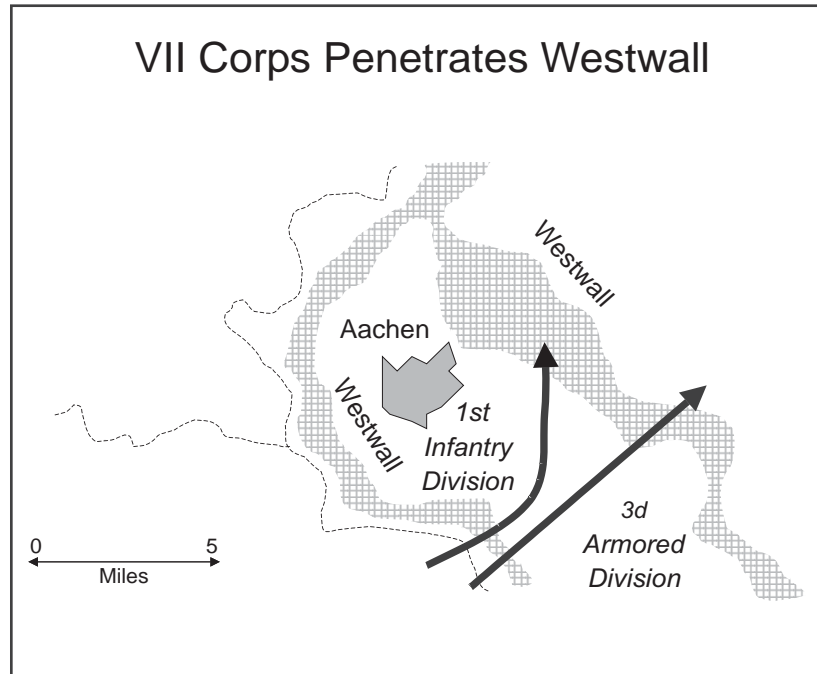 VII Corps Penetrates Westwall
Westwall
Aachen
Westwall
1st
Infantry
Division
3d
Armored
Division
0 5
Miles